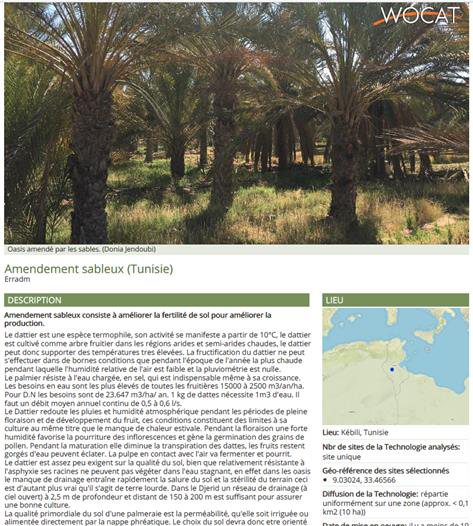 WOCAT
Oasis amendé par les sables. (Donia Jendoubi)
Amendement sableux (Tunisie)
Erradm
DESCRIPTION
Amendement sableux consiste à améliorer la fertilité de sol pour améliorer la
production.
Le dattier est une espèce termophile, son activité se manifeste a partir de 10°C, le dattier
est cultivé comme arbre fruitier dans les régions arides et semi-arides chaudes, le dattier
peut donc supporter des températures très élevées. La fructification du dattier ne peut
s'effectuer dans de bornes conditions que pendant l'époque de l'année la plus chaude
pendant laquelle l'humidité relative de l'air est faible et la pluviométrie est nulle.
Le palmier résiste à l'eau chargée, en sel, qui est indispensable même à sa croissance.
Les besoins en eau sont les plus élevés de toutes les fruitières 15000 à 2500 m3/an/ha.
Pour D.N les besoins sont de 23.647 m3/ha/ an. 1 kg de dattes nécessite 1m3 d'eau. Il
faut un débit moyen annuel continu de 0,5 à 0,6 l/s.
Le Dattier redoute les pluies et humidité atmosphérique pendant les périodes de pleine
floraison et de développement du fruit, ces conditions constituent des limites à sa
culture au même titre que le manque de chaleur estivale. Pendant la floraison une forte
humidité favorise la pourriture des inflorescences et gêne la germination des grains de
pollen. Pendant la maturation elle diminue la transpiration des dattes, les fruits restent
gorgés d'eau peuvent éclater. La pulpe en contact avec l'air va fermenter et pourrit.
Le dattier est assez peu exigent sur la qualité du sol, bien que relativement résistante à
l'asphyxie ses racines ne peuvent pas végéter dans l'eau stagnant, en effet dans les oasis
le manque de drainage entraîne rapidement la salure du sol et la stérilité du terrain ceci
est d'autant plus vrai qu'il s'agit de terre lourde. Dans le Djerid un réseau de drainage (à
ciel ouvert) à 2,5 m de profondeur et distant de 150 à 200 m est suffisant pour assurer
une bonne culture.
La qualité primordiale du sol d'une palmeraie est la perméabilité, qu'elle soit irriguée ou
alimentée directement par la nappe phréatique. Le choix du sol devra donc etre orienté
LIEU
Lieu: Kébili, Tunisie
Nbr de sites de la Technologie analysés:
site unique
Géo-référence des sites sélectionnés
• 9.03024, 33.46566
Diffusion de la Technologie: répartie
uniformément sur une zone (approx. < 0,1
km2 (10 ha))